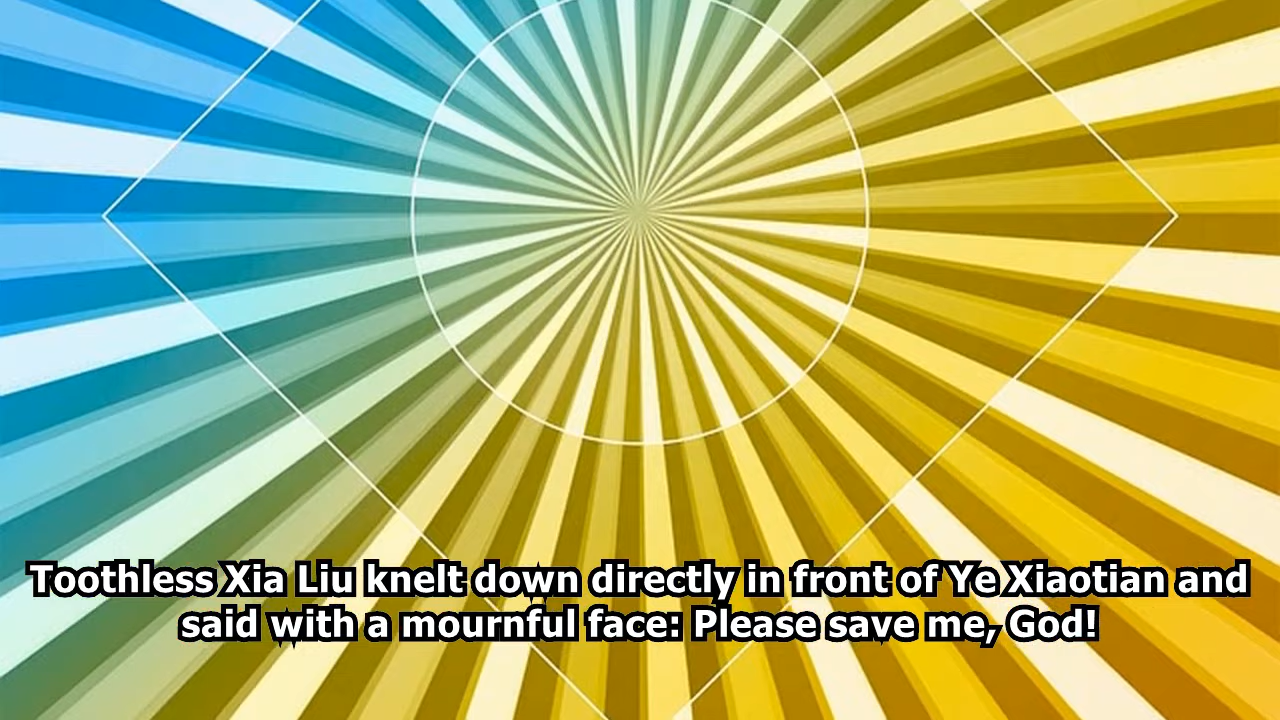 Toothless Xia Liu knelt down directly in front of Ye Xiaotian and
said with a mournful face: Please save me, God!